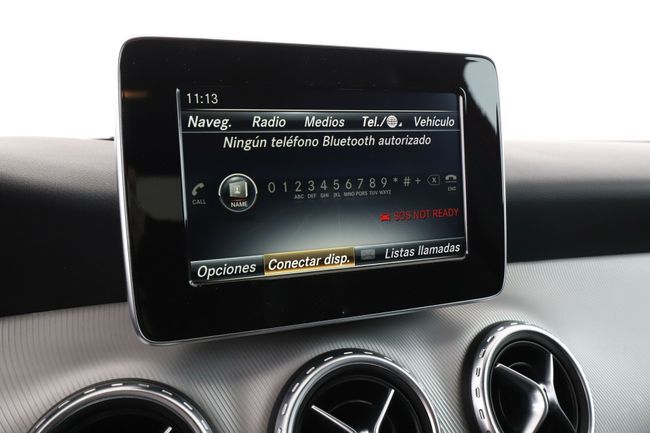 11:13
Naveg. Radio Medios Tel./ Vehículo
Ningún teléfono Bluetooth autorizado
0 1 2 3 4 5 6 7 8 9 * # +
ABC DEF GHI JKL MNO PQRS TUV WXYZ
CALL NAME END
SOS NOT READY
Opciones Conectar disp. Listas llamadas